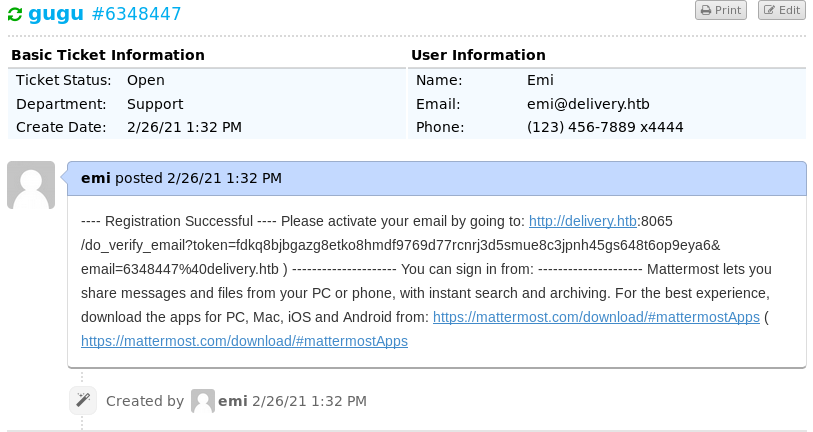 gugu #6348447
Print
Edit
Basic Ticket Information
User Information
Ticket Status: Open
Name: Emi
Department: Support
Email: emi@delivery.htb
Create Date: 2/26/21 1:32 PM
Phone: (123) 456-7889 x4444
emi posted 2/26/21 1:32 PM
---- Registration Successful ---- Please activate your email by going to: http://delivery.htb:8065
/do_verify_email?token=fdkq8bjbgazg8etko8hmdf9769d77rcnrj3d5smue8c3jpnh45gs648t6op9eya6&
email=6348447%40delivery.htb ) --------------------- You can sign in from: --------------------- Mattermost lets you
share messages and files from your PC or phone, with instant search and archiving. For the best experience,
download the apps for PC, Mac, iOS and Android from: https://mattermost.com/download/#mattermostApps (
https://mattermost.com/download/#mattermostApps
Created by emi 2/26/21 1:32 PM